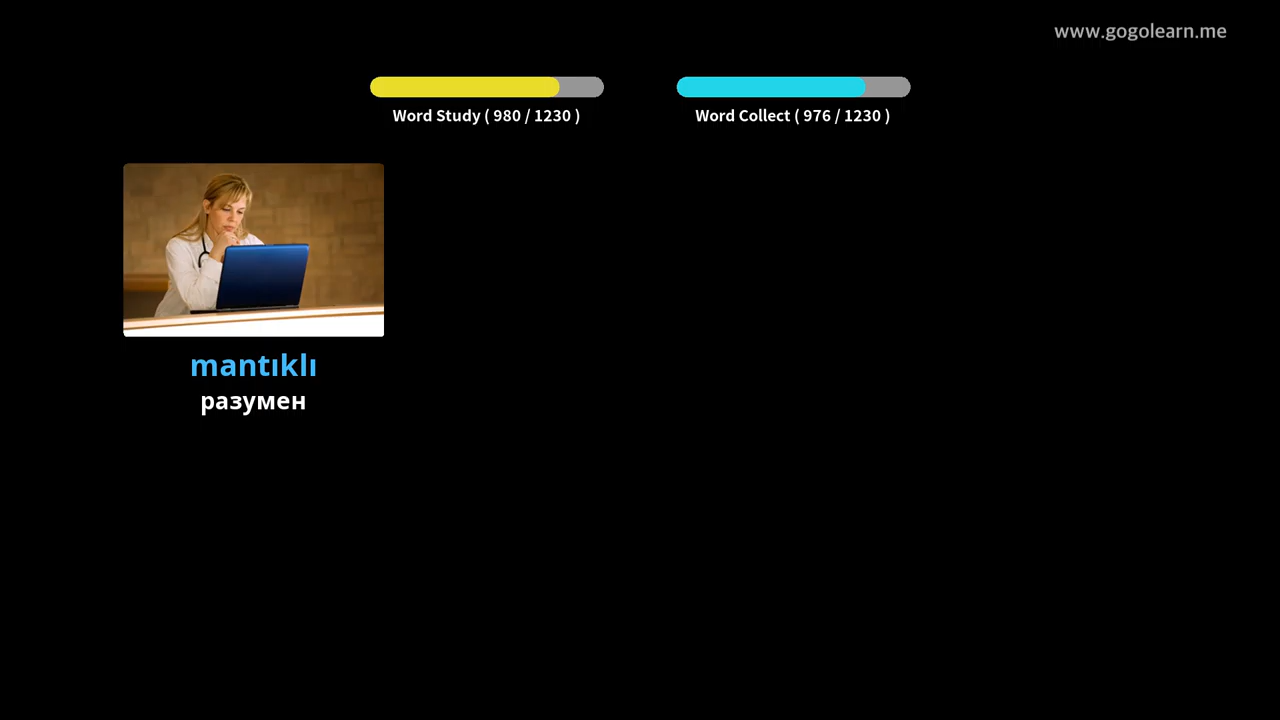 www.gogolearn.me
Word Study ( 980 / 1230 )
Word Collect ( 976 / 1230 )
mantıklı
разумен